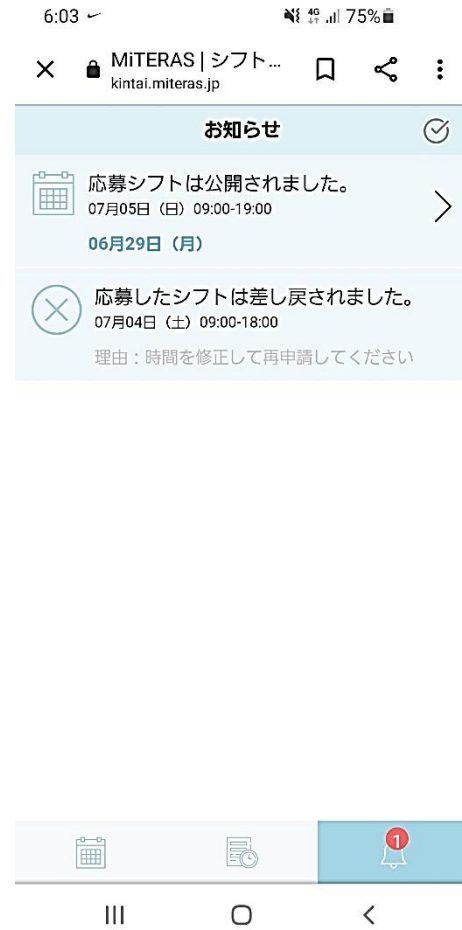 6:03
4G
75%
MiTERAS | シフト...
kintai.miteras.jp
お知らせ
応募シフトは公開されました。
07月05日（日）09:00-19:00
06月29日（月）
応募したシフトは差し戻されました。
07月04日（土）09:00-18:00
理由：時間を修正して再申請してください
1